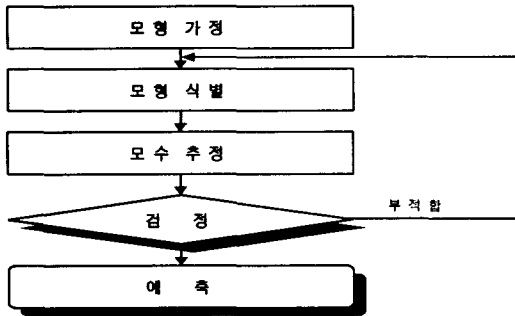 모형 가정
모형 식별
모수 추정
검 정
부적합
예 측